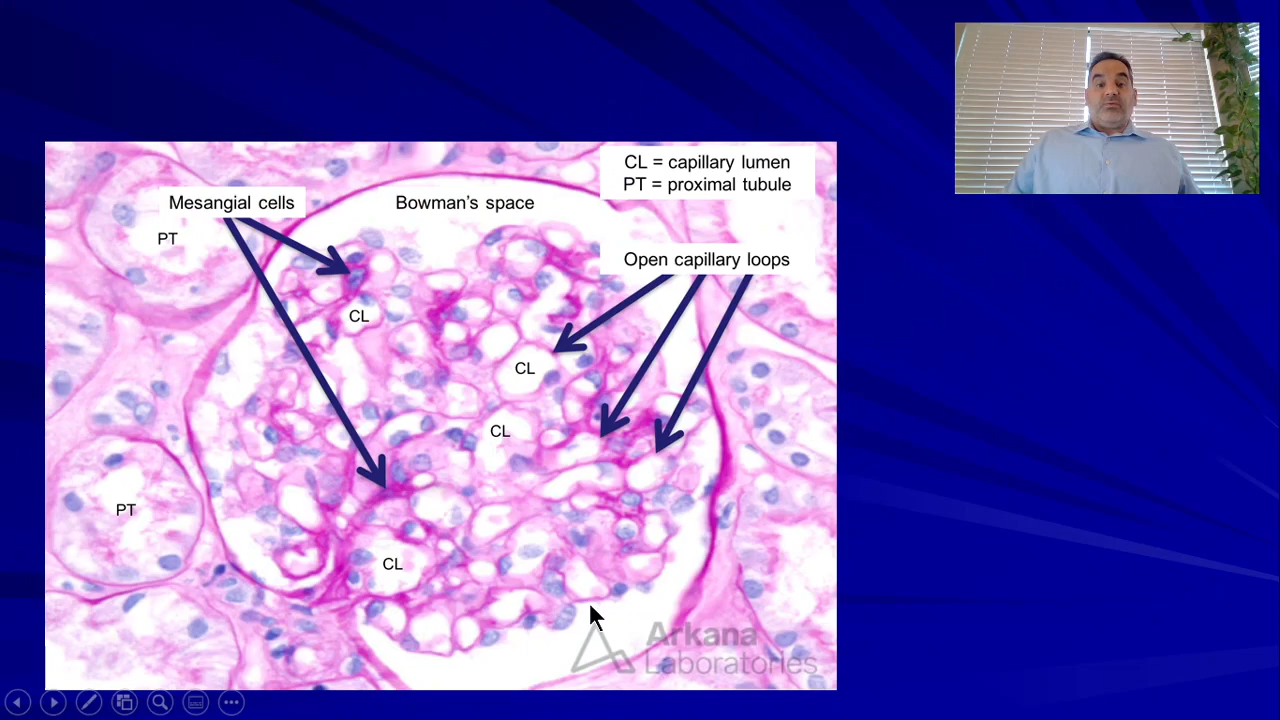 CL = capillary lumen
PT = proximal tubule
Mesangial cells
Bowman's space
PT
Open capillary loops
CL
CL
CL
PT
CL
Arkana
Laboratories